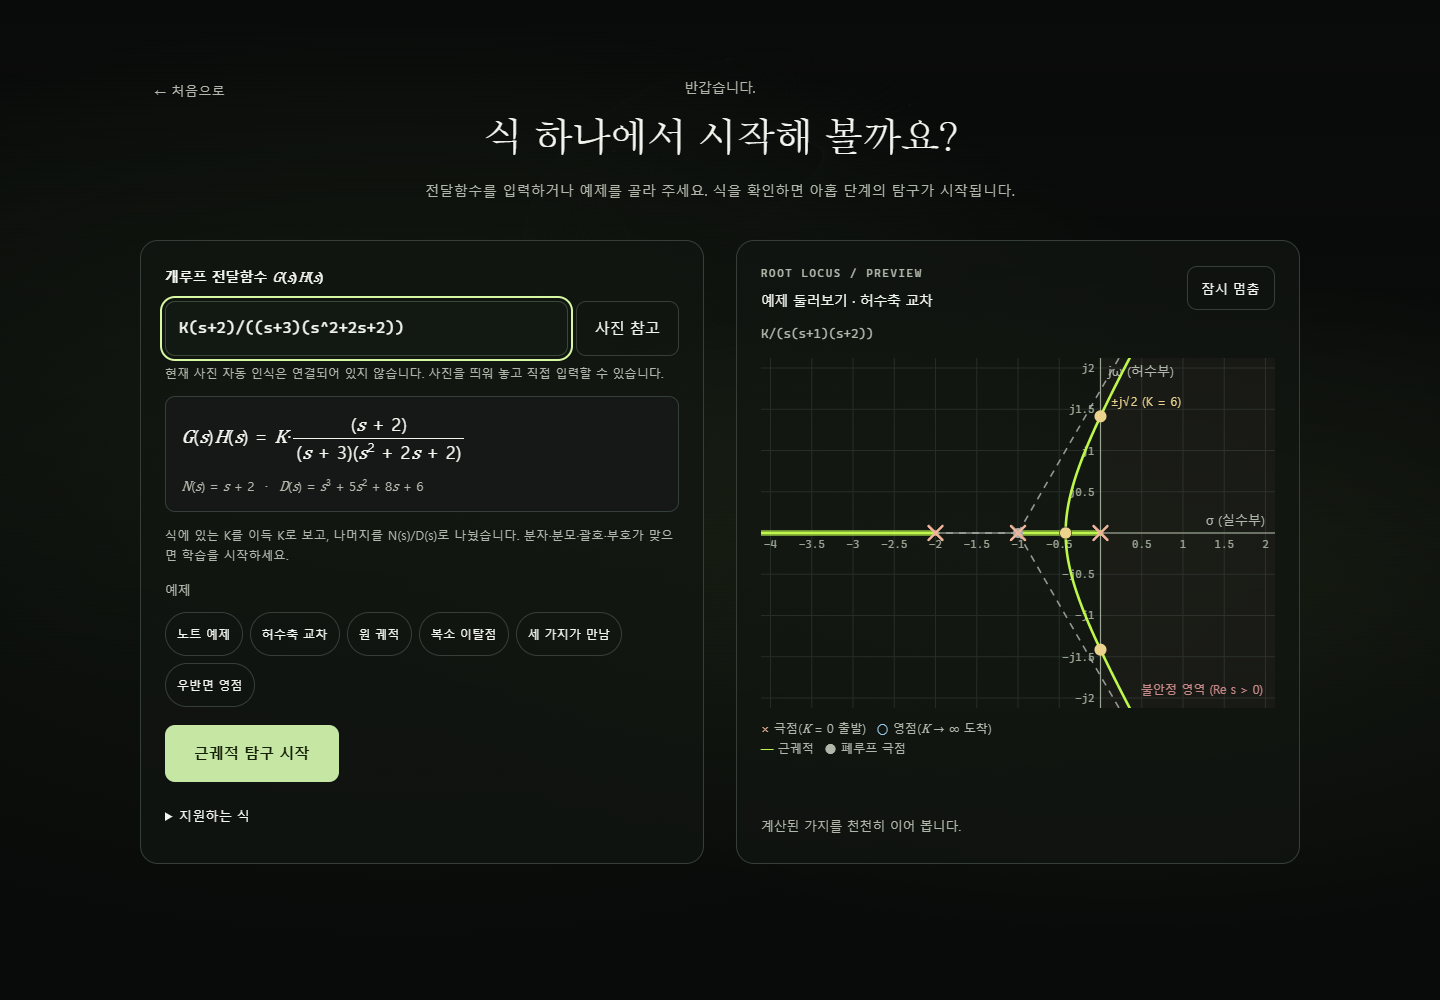 ← 처음으로
반갑습니다.
식 하나에서 시작해 볼까요?
전달함수를 입력하거나 예제를 골라 주세요. 식을 확인하면 아홉 단계의 탐구가 시작됩니다.
개루프 전달함수 G(s)H(s)
K(s+2)/((s+3)(s^2+2s+2))
사진 참고
현재 사진 자동 인식은 연결되어 있지 않습니다. 사진을 띄워 놓고 직접 입력할 수 있습니다.
G(s)H(s) = K· (s + 2) / (s + 3)(s² + 2s + 2)
N(s) = s + 2 · D(s) = s³ + 5s² + 8s + 6
식에 있는 K를 이득 K로 보고, 나머지를 N(s)/D(s)로 나눴습니다. 분자·분모·괄호·부호가 맞으
면 학습을 시작하세요.
예제
노트 예제
허수축 교차
원 궤적
복소 이탈점
세 가지가 만남
우반면 영점
근궤적 탐구 시작
▶ 지원하는 식
ROOT LOCUS / PREVIEW
예제 둘러보기 · 허수축 교차
잠시 멈춤
K/(s(s+1)(s+2))
j2
jω (허수부)
±j√2 (K = 6)
j1.5
j1
j0.5
σ (실수부)
−4 −3.5 −3 −2.5 −2 −1.5 −1 −0.5 0.5 1 1.5 2
−j0.5
−j1
−j1.5
불안정 영역 (Re s > 0)
−j2
× 극점(K = 0 출발) ○ 영점(K → ∞ 도착)
— 근궤적 ● 폐루프 극점
계산된 가지를 천천히 이어 봅니다.